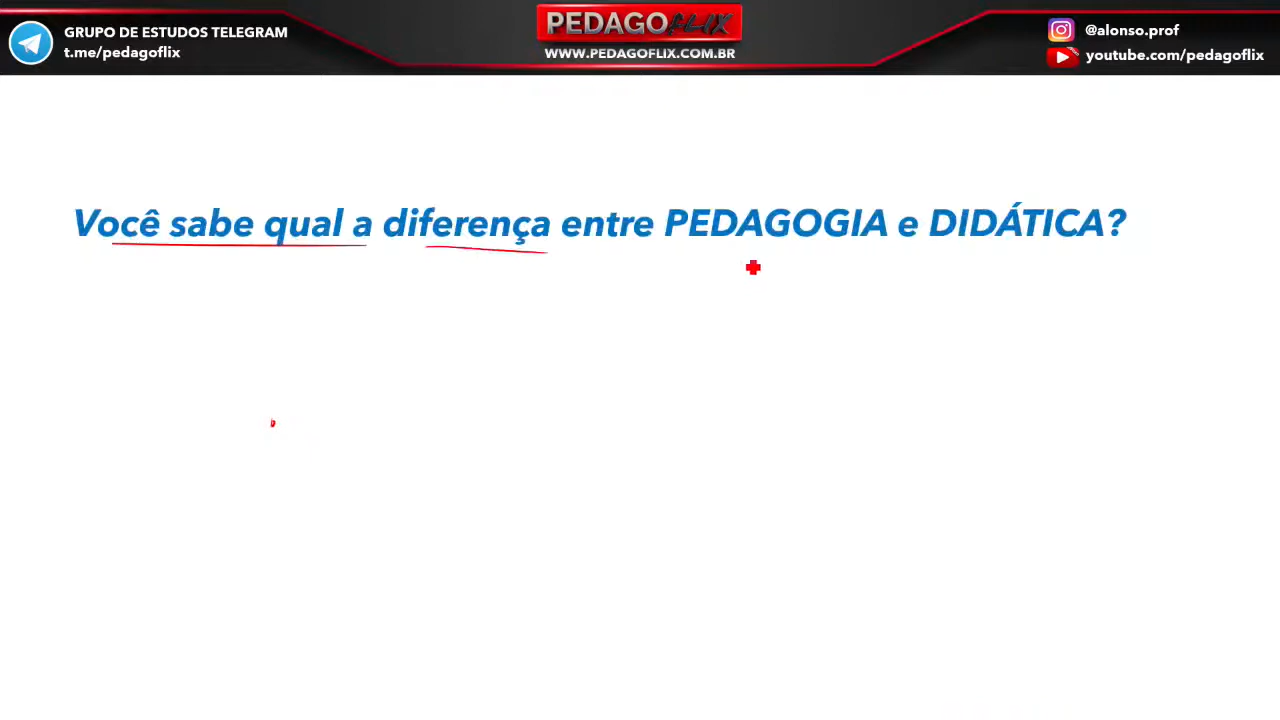 GRUPO DE ESTUDOS TELEGRAM
t.me/pedagoflix
PEDAGOFLIX
WWW.PEDAGOFLIX.COM.BR
@alonso.prof
youtube.com/pedagoflix
Você sabe qual a diferença entre PEDAGOGIA e DIDÁTICA?